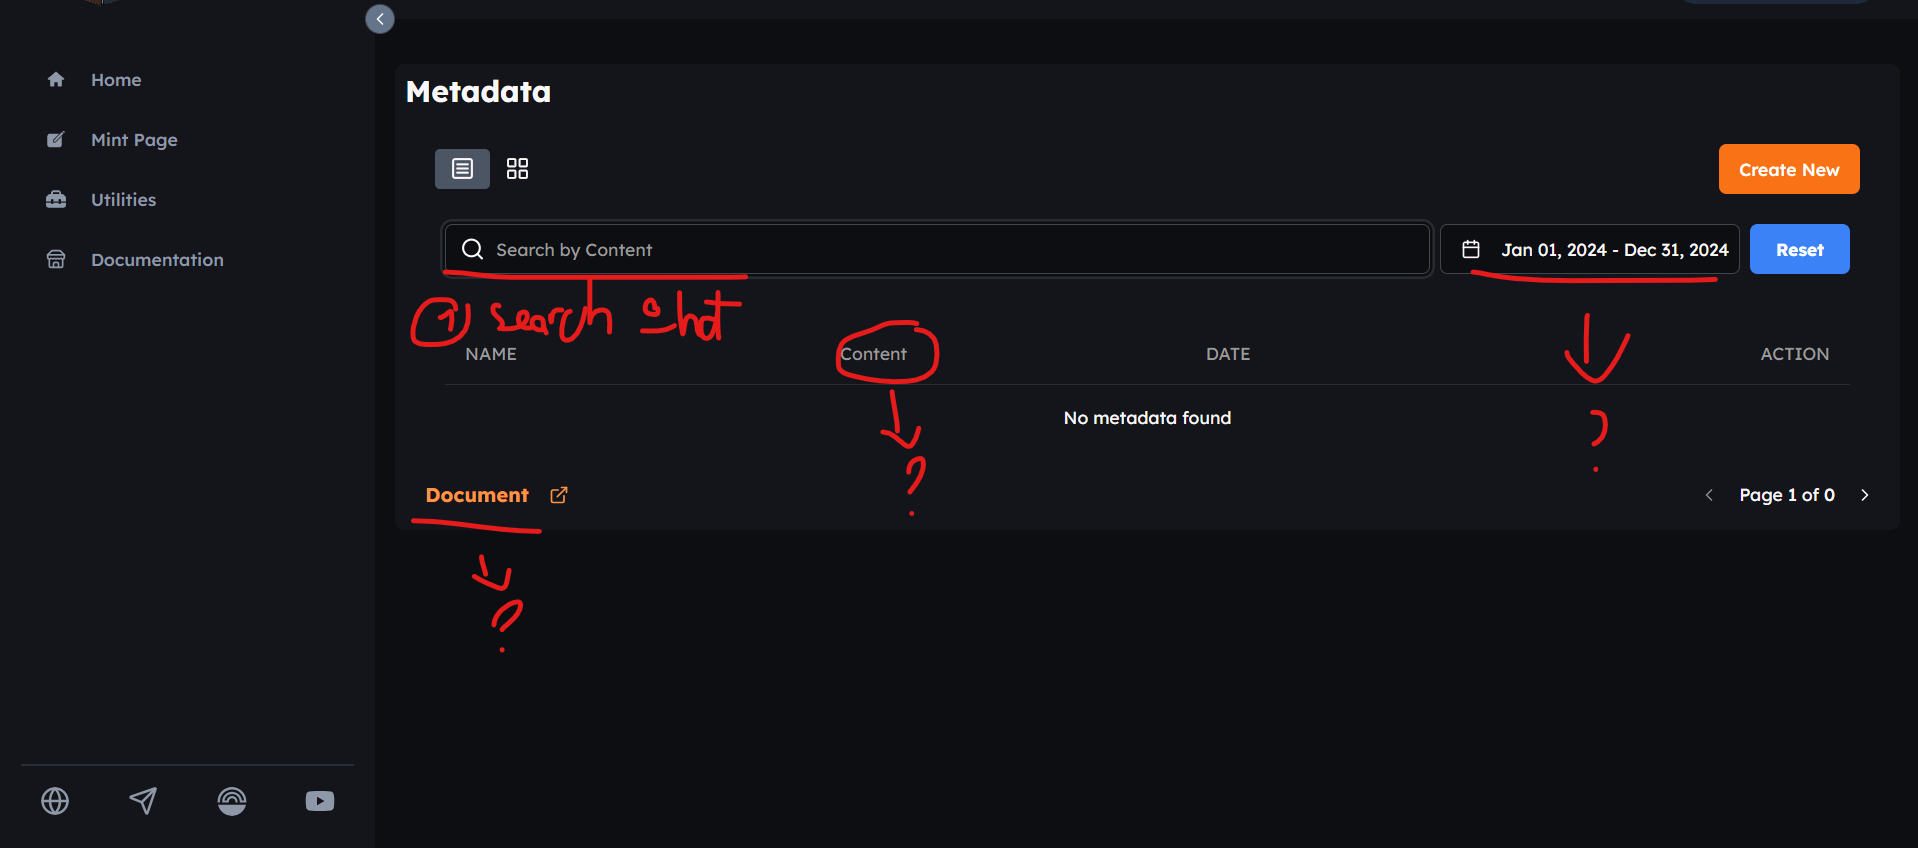 Home
Mint Page
Utilities
Documentation
Metadata
Create New
Search by Content
Jan 01, 2024 - Dec 31, 2024
Reset
① search
NAME
Content
DATE
ACTION
No metadata found
?
?
Document
Page 1 of 0
?